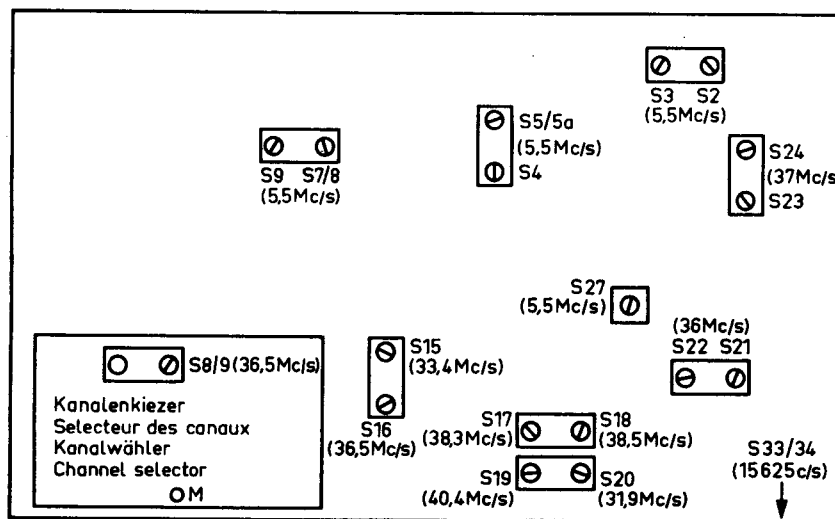 S3 S2
(5,5Mc/s)
S5/5a
(5,5Mc/s)
S4
S9 S7/8
(5,5Mc/s)
S24
(37Mc/s)
S23
S27
(5,5Mc/s)
(36Mc/s)
S22 S21
S8/9(36,5Mc/s)
S15
(33,4Mc/s)
S16
(36,5Mc/s)
Kanalenkiezer
Selecteur des canaux
Kanalwähler
Channel selector
M
S17 S18
(38,3Mc/s) (38,5Mc/s)
S19 S20
(40,4Mc/s) (31,9Mc/s)
S33/34
(15625c/s)